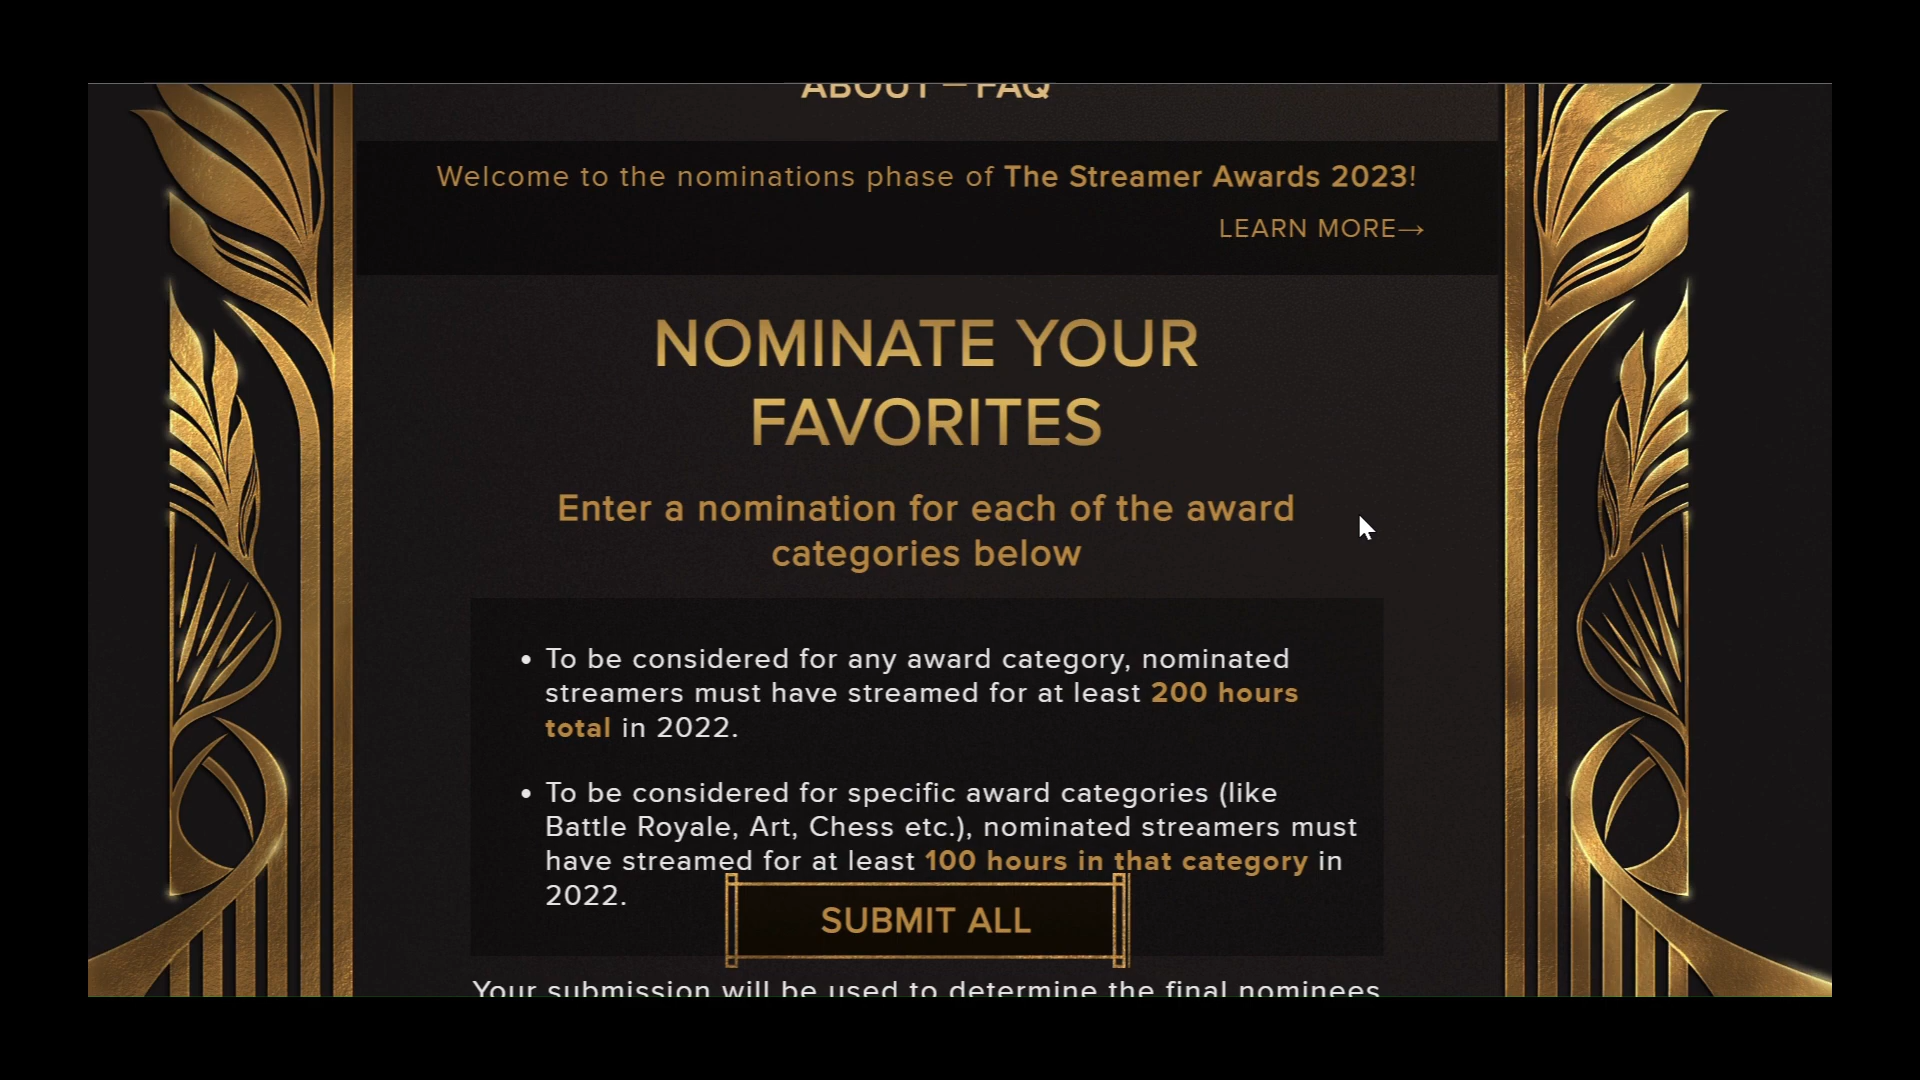 ABOUT – FAQ
Welcome to the nominations phase of The Streamer Awards 2023!
LEARN MORE→
NOMINATE YOUR
FAVORITES
Enter a nomination for each of the award
categories below
• To be considered for any award category, nominated
streamers must have streamed for at least 200 hours
total in 2022.
• To be considered for specific award categories (like
Battle Royale, Art, Chess etc.), nominated streamers must
have streamed for at least 100 hours in that category in
2022.
SUBMIT ALL
Your submission will be used to determine the final nominees